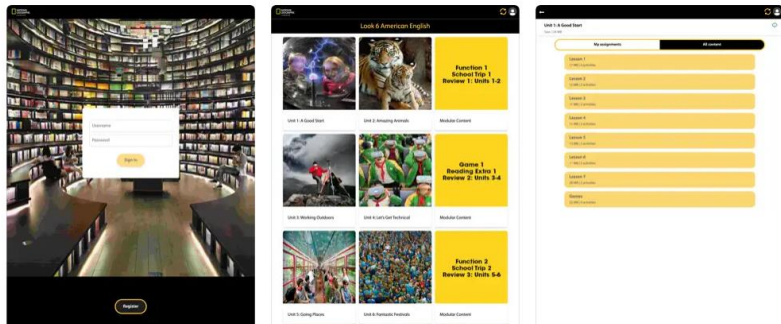 NATIONAL
GEOGRAPHIC
Username
Password
Sign in
Register
NATIONAL
GEOGRAPHIC
Look 6 American English
Function 1
School Trip 1
Review 1: Units 1-2
Unit 1: A Good Start
Unit 2: Amazing Animals
Modular Content
Game 1
Reading Extra 1
Review 2: Units 3-4
Unit 3: Working Outdoors
Unit 4: Let's Get Technical
Modular Content
Function 2
School Trip 2
Review 3: Units 5-6
Unit 5: Going Places
Unit 6: Fantastic Festivals
Modular Content
Unit 1: A Good Start
My assignments
All content
Lesson 1
Lesson 2
Lesson 3
Lesson 4
Lesson 5
Lesson 6
Lesson 7
Review